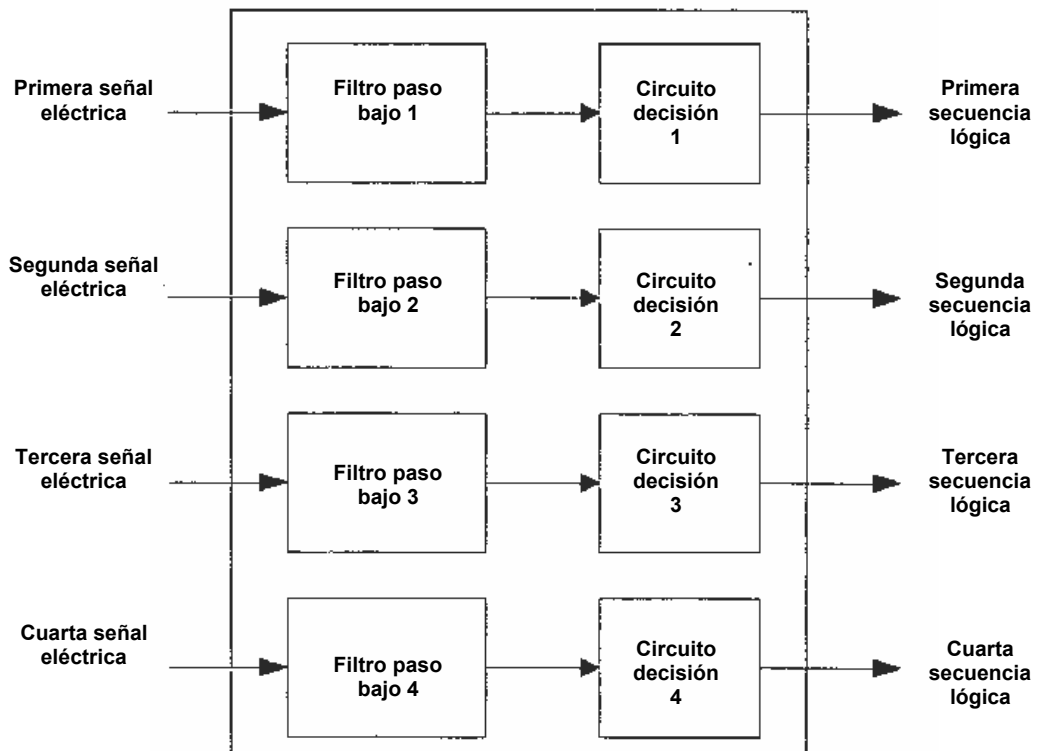 Primera señal
eléctrica
Filtro paso
bajo 1
Circuito
decisión
1
Primera
secuencia
lógica
Segunda señal
eléctrica
Filtro paso
bajo 2
Circuito
decisión
2
Segunda
secuencia
lógica
Tercera señal
eléctrica
Filtro paso
bajo 3
Circuito
decisión
3
Tercera
secuencia
lógica
Cuarta señal
eléctrica
Filtro paso
bajo 4
Circuito
decisión
4
Cuarta
secuencia
lógica